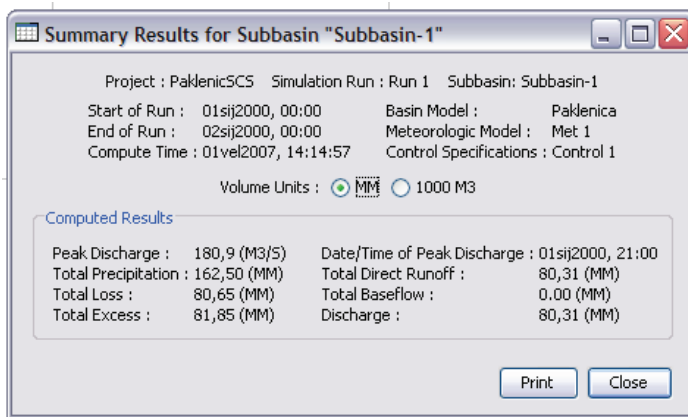 Summary Results for Subbasin "Subbasin-1"
Project : PaklenicSCS Simulation Run : Run 1 Subbasin: Subbasin-1
Start of Run : 01sij2000, 00:00 Basin Model : Paklenica
End of Run : 02sij2000, 00:00 Meteorologic Model : Met 1
Compute Time : 01vel2007, 14:14:57 Control Specifications : Control 1
Volume Units : MM 1000 M3
Computed Results
Peak Discharge : 180,9 (M3/S) Date/Time of Peak Discharge : 01sij2000, 21:00
Total Precipitation : 162,50 (MM) Total Direct Runoff : 80,31 (MM)
Total Loss : 80,65 (MM) Total Baseflow : 0.00 (MM)
Total Excess : 81,85 (MM) Discharge : 80,31 (MM)
Print Close